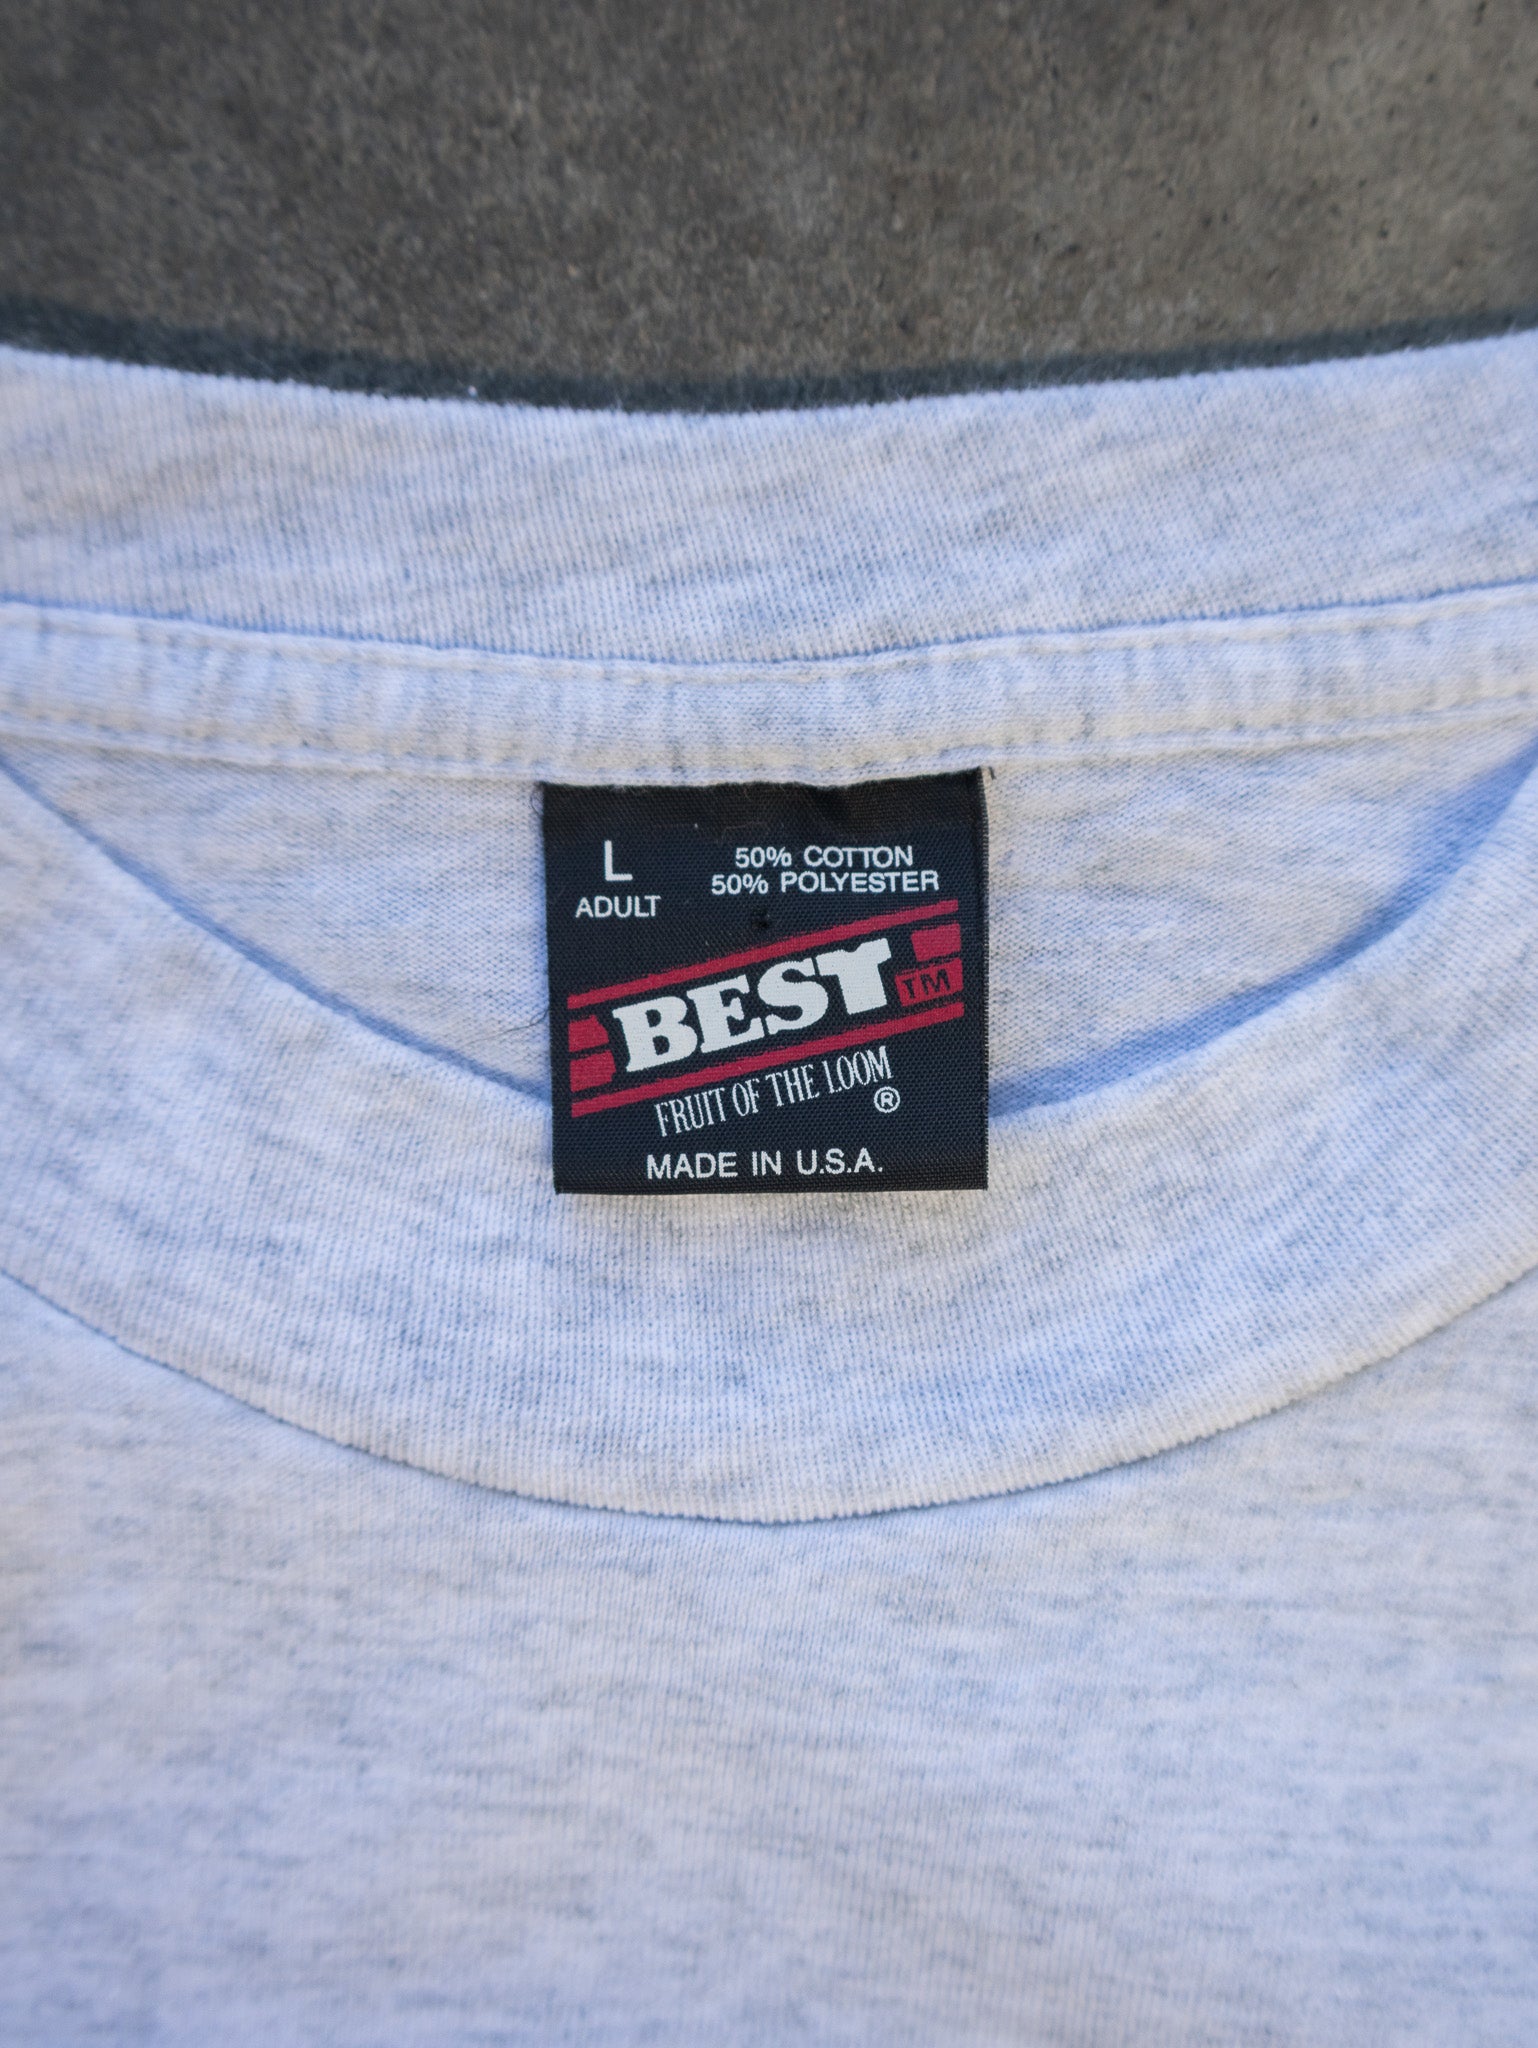 L
ADULT
50% COTTON
50% POLYESTER
BEST TM
FRUIT OF THE LOOM ®
MADE IN U.S.A.